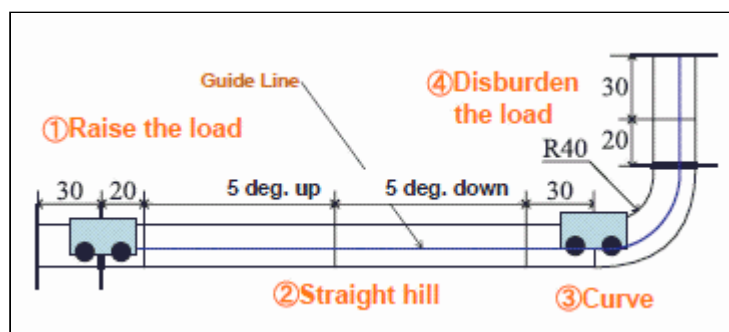 Guide Line
④Disburden
the load
30
20
①Raise the load
R40
30
20
5 deg. up
5 deg. down
30
②Straight hill
③Curve